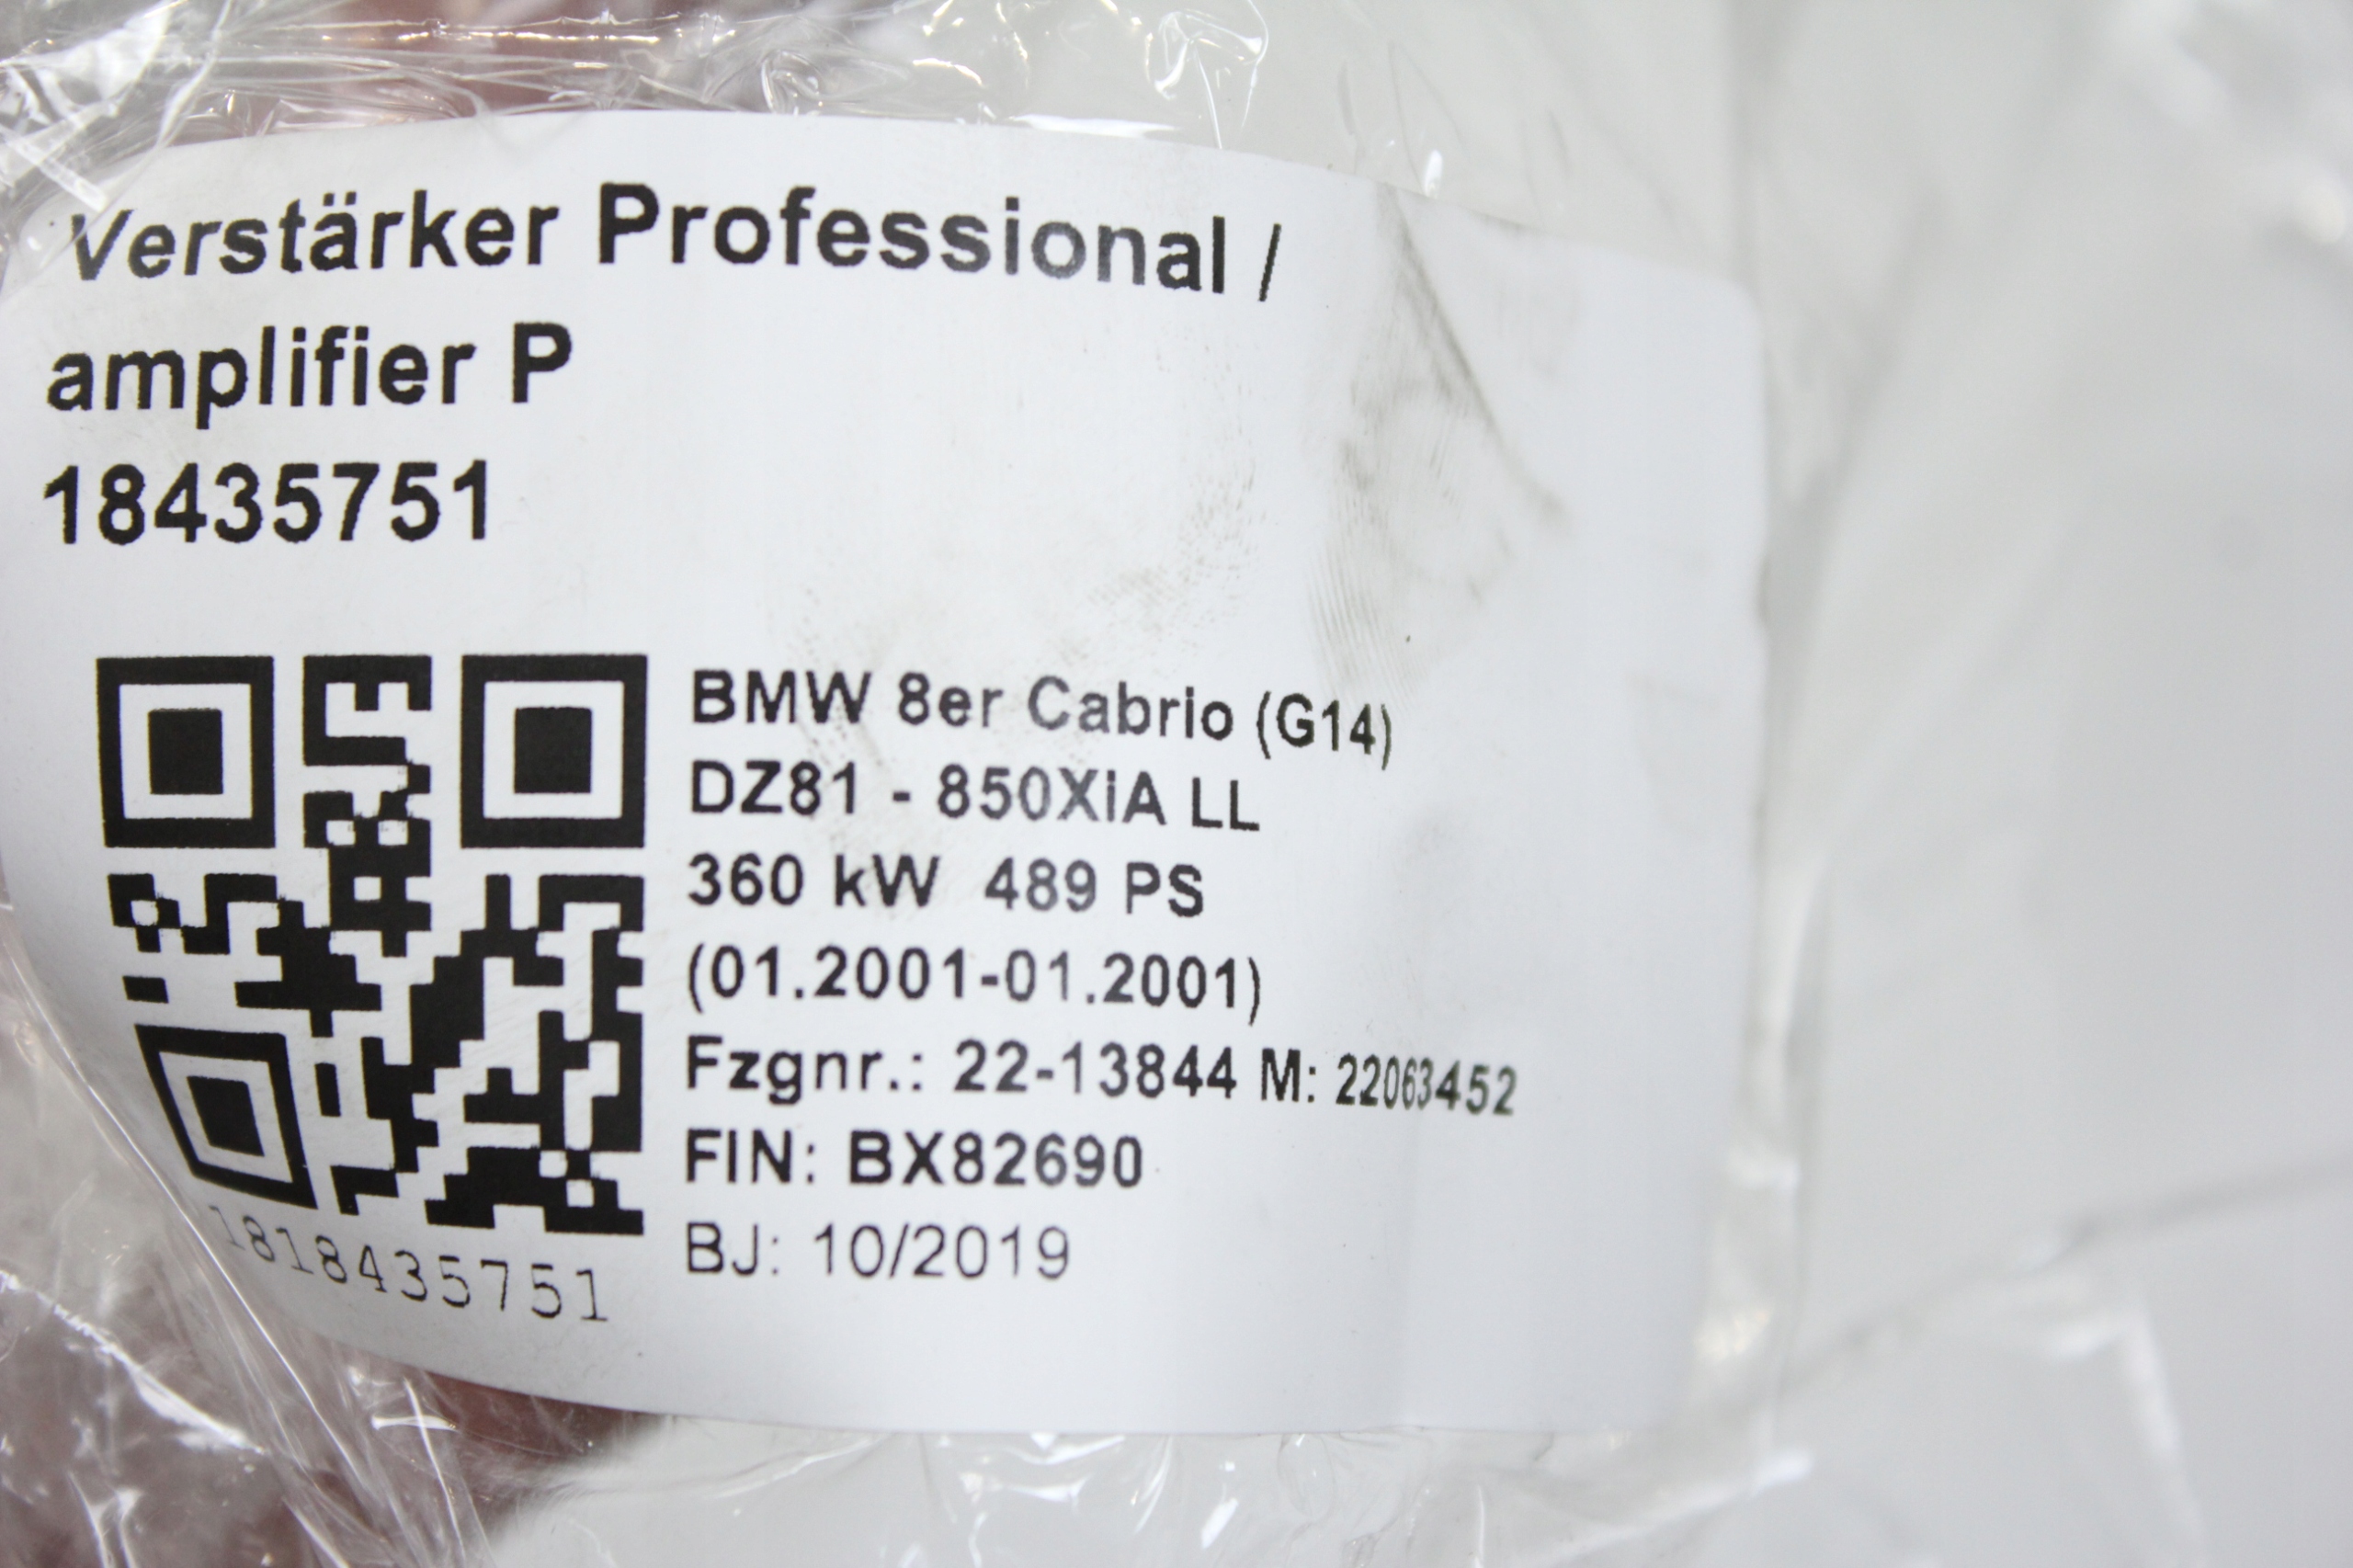 Verstärker Professional /
amplifier P
18435751
BMW 8er Cabrio (G14)
DZ81 - 850XiA LL
360 kW 489 PS
(01.2001-01.2001)
Fzgnr.: 22-13844 M: 22063452
FIN: BX82690
BJ: 10/2019
1818435751